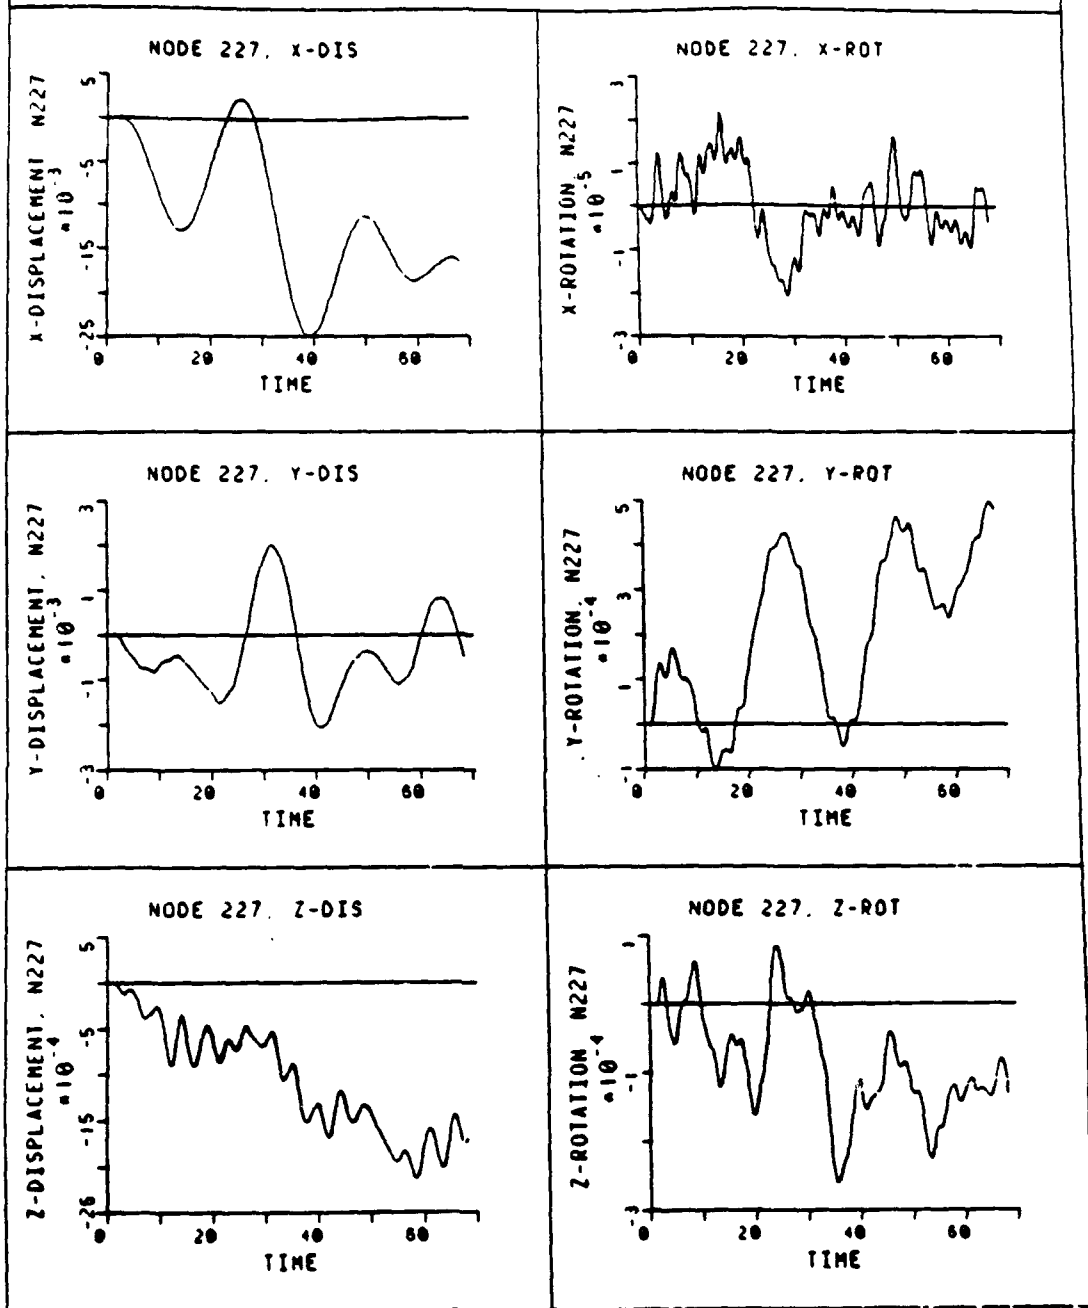 NODE 227, X-DIS
X-DISPLACEMENT N227
*10⁻³
5
-5
-15
-25
0 20 40 60
TIME
NODE 227, X-ROT
X-ROTATION, N227
*10⁻⁵
3
1
-1
-3
0 20 40 60
TIME
NODE 227. Y-DIS
Y-DISPLACEMENT, N227
*10⁻³
3
1
-1
-3
0 20 40 60
TIME
NODE 227. Y-ROT
Y-ROTATION, N227
*10⁻⁴
5
3
1
-1
0 20 40 60
TIME
NODE 227. Z-DIS
Z-DISPLACEMENT, N227
*10⁻⁴
5
-5
-15
0 20 40 60
TIME
NODE 227, Z-ROT
Z-ROTATION N227
*10⁻⁴
1
-1
-3
0 20 40 60
TIME